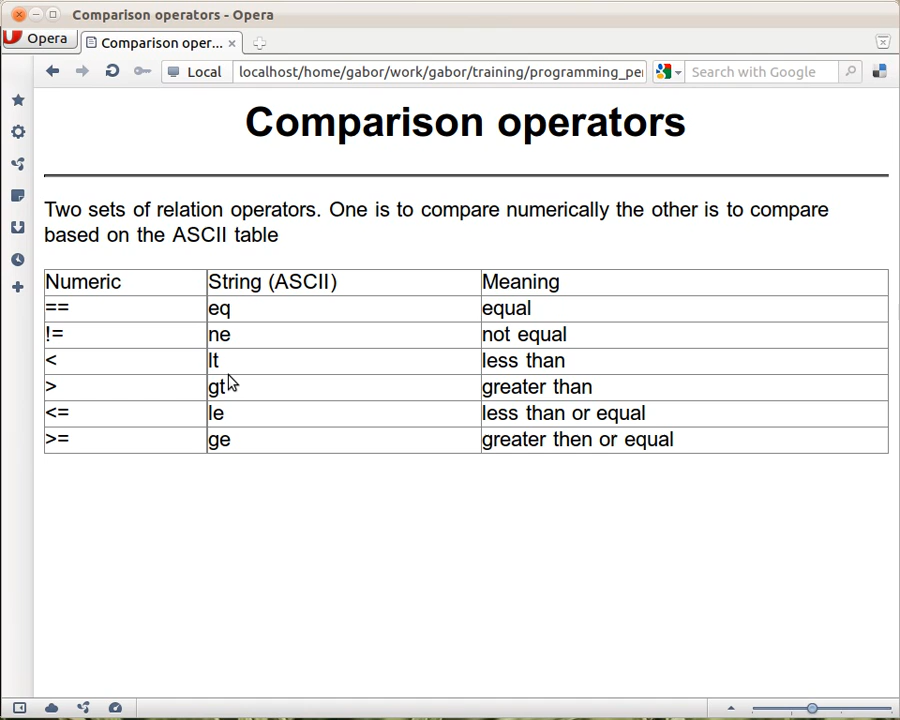 Comparison operators - Opera
Opera
Comparison oper...
Local
localhost/home/gabor/work/gabor/training/programming_pe
Search with Google
Comparison operators
Two sets of relation operators. One is to compare numerically the other is to compare
based on the ASCII table
Numeric String (ASCII) Meaning
== eq equal
!= ne not equal
< lt less than
> gt greater than
<= le less than or equal
>= ge greater then or equal